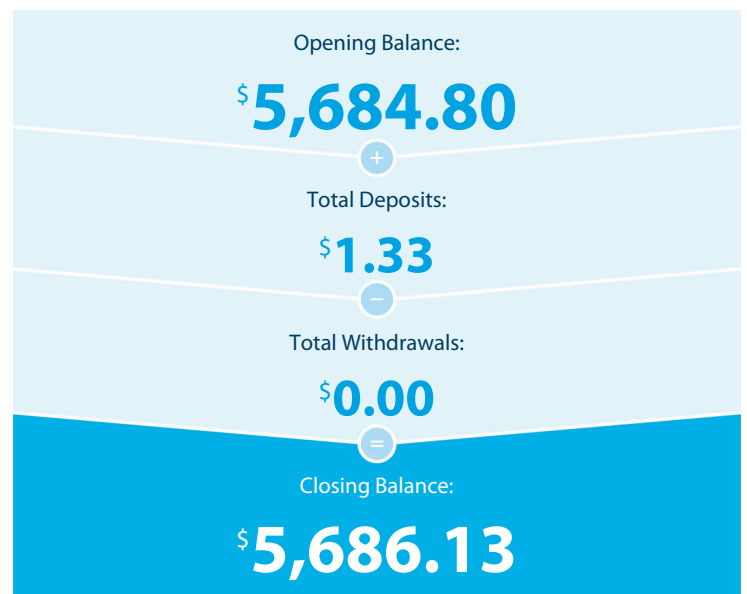 Opening Balance:
$5,684.80
+
Total Deposits:
$1.33
−
Total Withdrawals:
$0.00
=
Closing Balance:
$5,686.13